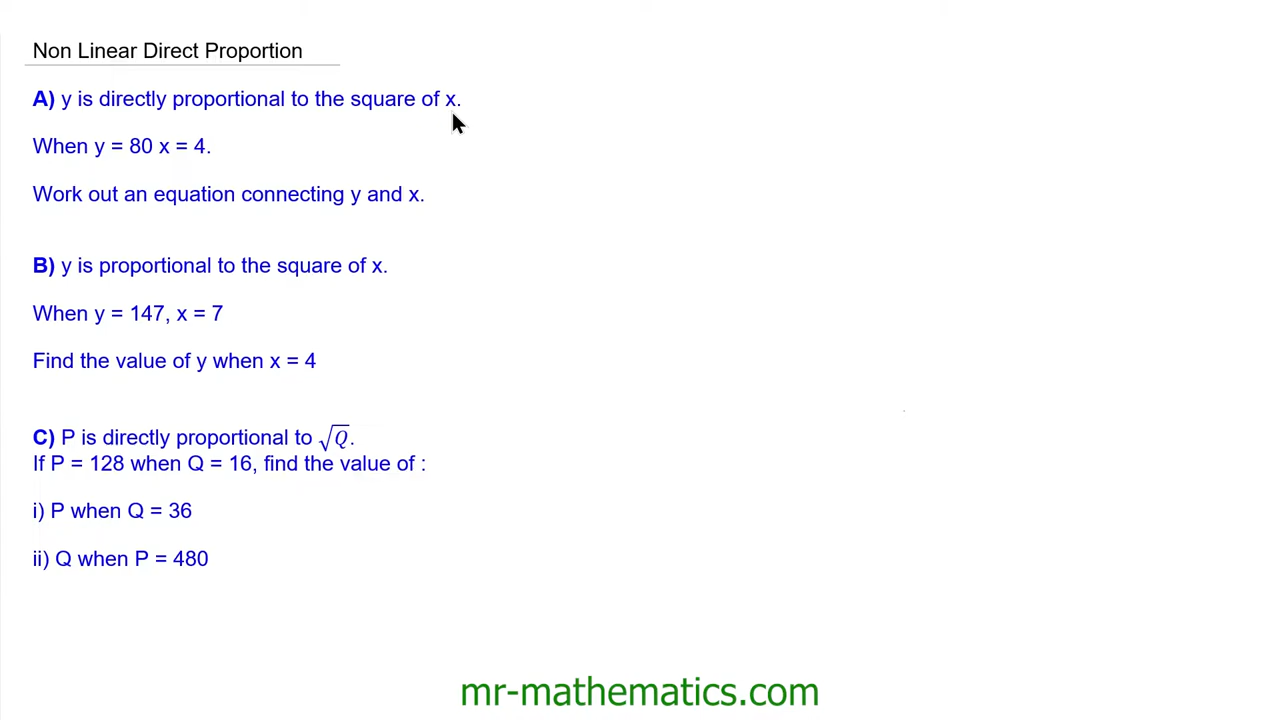 Non Linear Direct Proportion
A) y is directly proportional to the square of x.
When y = 80 x = 4.
Work out an equation connecting y and x.
B) y is proportional to the square of x.
When y = 147, x = 7
Find the value of y when x = 4
C) P is directly proportional to √Q.
If P = 128 when Q = 16, find the value of :
i) P when Q = 36
ii) Q when P = 480
mr-mathematics.com